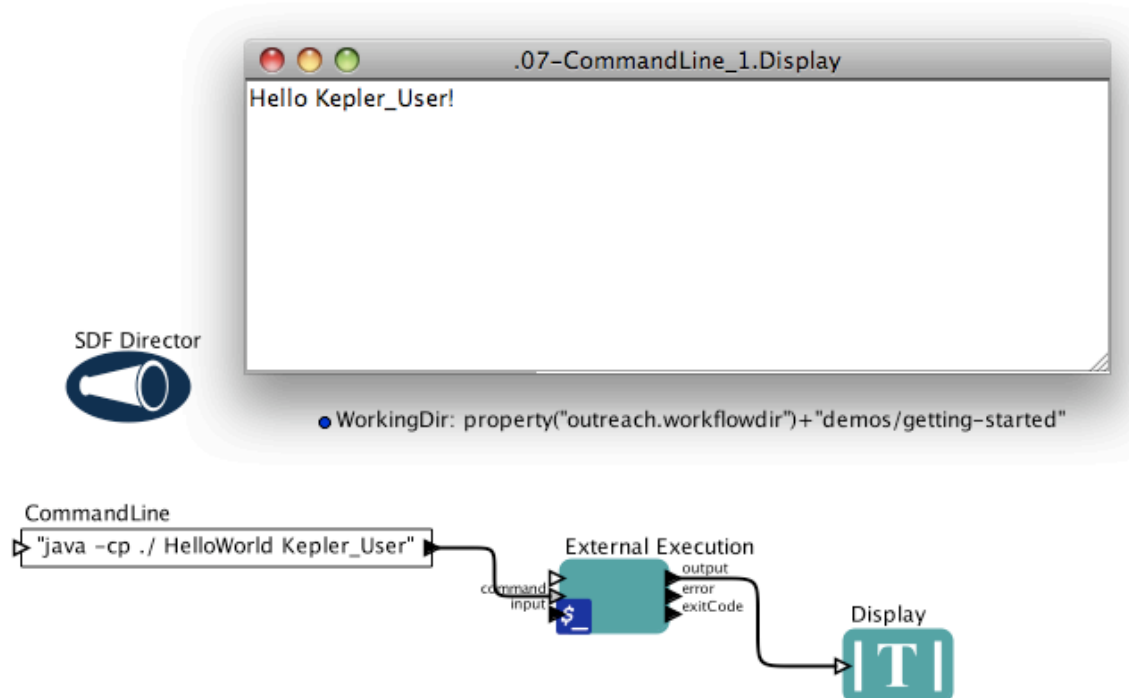 .07-CommandLine_1.Display
Hello Kepler_User!
SDF Director
WorkingDir: property("outreach.workflowdir")+"demos/getting-started"
CommandLine
"java -cp ./ HelloWorld Kepler_User"
External Execution
command
input
$_
output
error
exitCode
Display
T